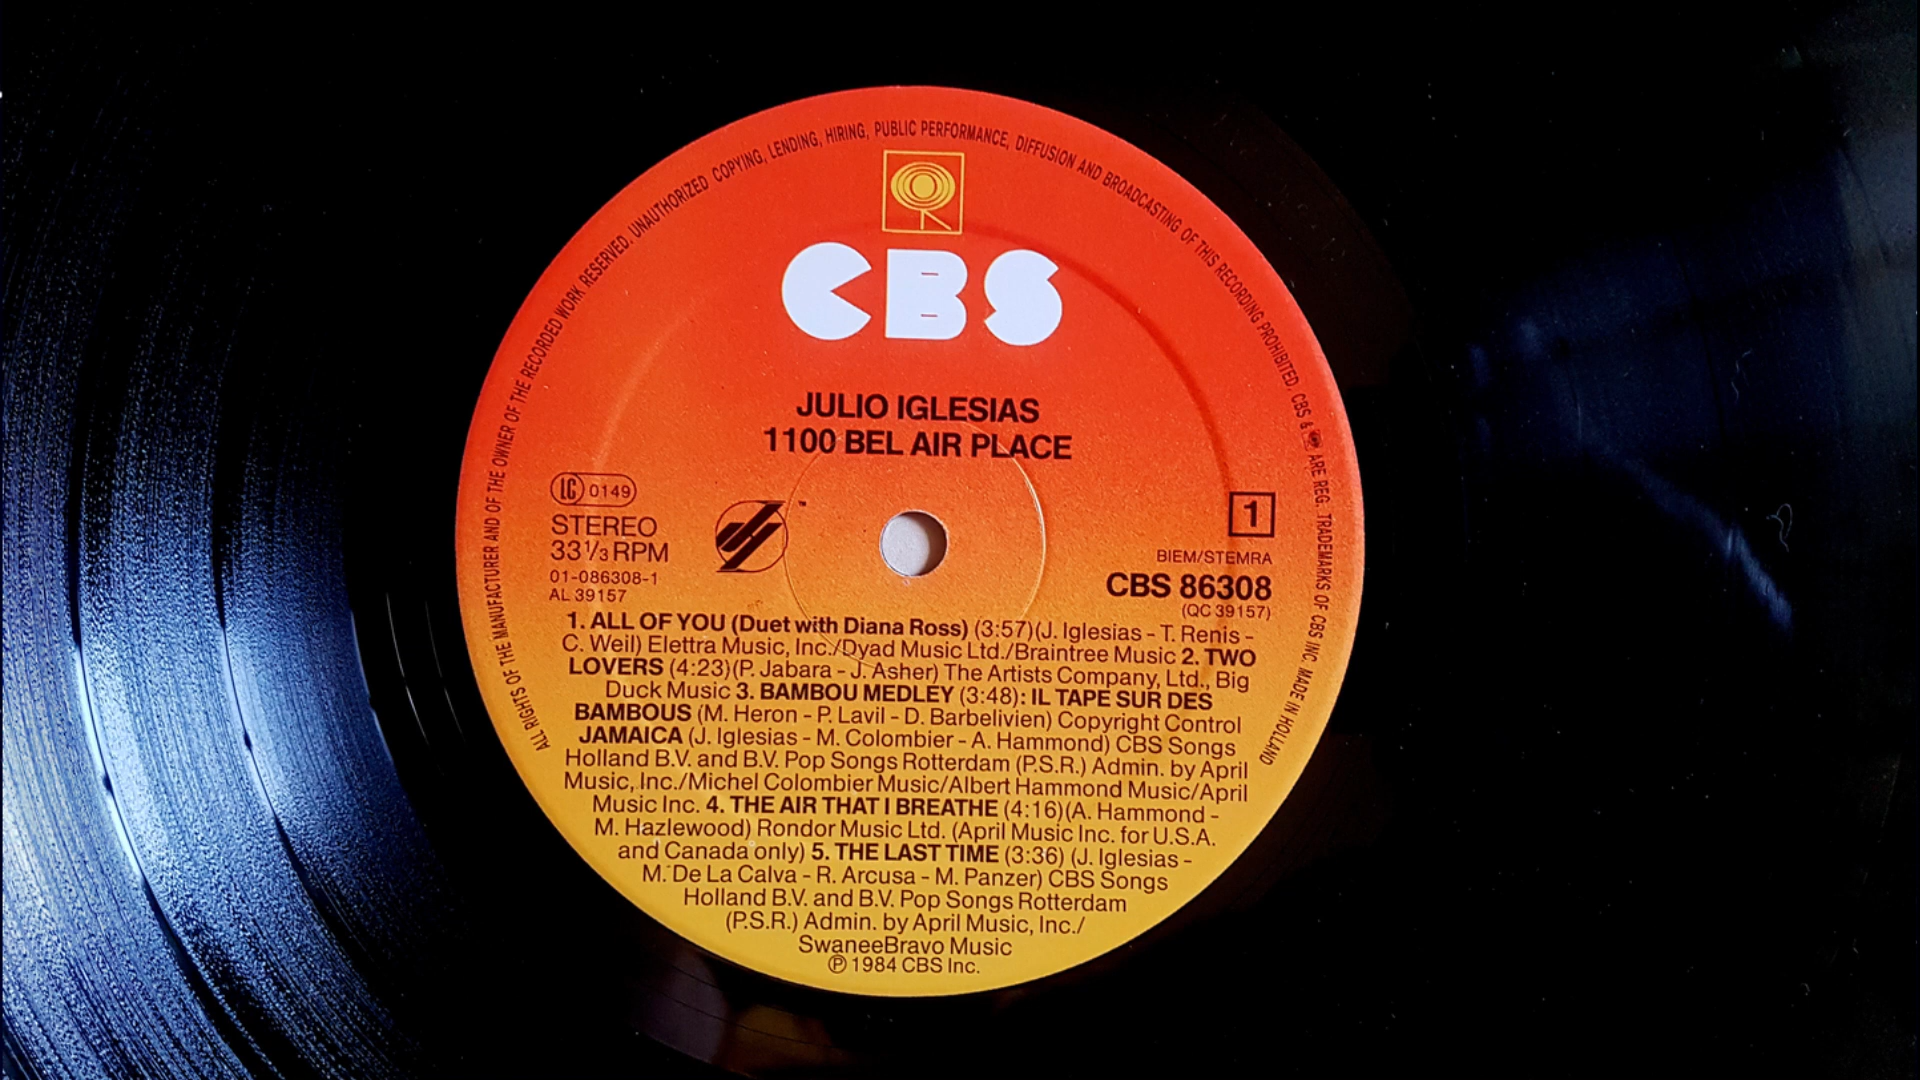 ALL RIGHTS OF THE MANUFACTURER AND OF THE OWNER OF THE RECORDED WORK RESERVED. UNAUTHORIZED COPYING, LENDING, HIRING, PUBLIC PERFORMANCE, DIFFUSION AND BROADCASTING OF THIS RECORDING PROHIBITED. CBS & ARE REG. TRADEMARKS OF CBS INC. MADE IN HOLLAND
CBS
JULIO IGLESIAS
1100 BEL AIR PLACE
LC 0149
STEREO
33 1/3 RPM
01-086308-1
AL 39157
™
1
BIEM/STEMRA
CBS 86308
(QC 39157)
1. ALL OF YOU (Duet with Diana Ross) (3:57)(J. Iglesias - T. Renis -
C. Weil) Elettra Music, Inc./Dyad Music Ltd./Braintree Music 2. TWO
LOVERS (4:23)(P. Jabara - J. Asher) The Artists Company, Ltd., Big
Duck Music 3. BAMBOU MEDLEY (3:48): IL TAPE SUR DES
BAMBOUS (M. Heron - P. Lavil - D. Barbelivien) Copyright Control
JAMAICA (J. Iglesias - M. Colombier - A. Hammond) CBS Songs
Holland B.V. and B.V. Pop Songs Rotterdam (P.S.R.) Admin. by April
Music, Inc./Michel Colombier Music/Albert Hammond Music/April
Music Inc. 4. THE AIR THAT I BREATHE (4:16)(A. Hammond -
M. Hazlewood) Rondor Music Ltd. (April Music Inc. for U.S.A.
and Canada only) 5. THE LAST TIME (3:36) (J. Iglesias -
M. De La Calva - R. Arcusa - M. Panzer) CBS Songs
Holland B.V. and B.V. Pop Songs Rotterdam
(P.S.R.) Admin. by April Music, Inc./
SwaneeBravo Music
℗ 1984 CBS Inc.